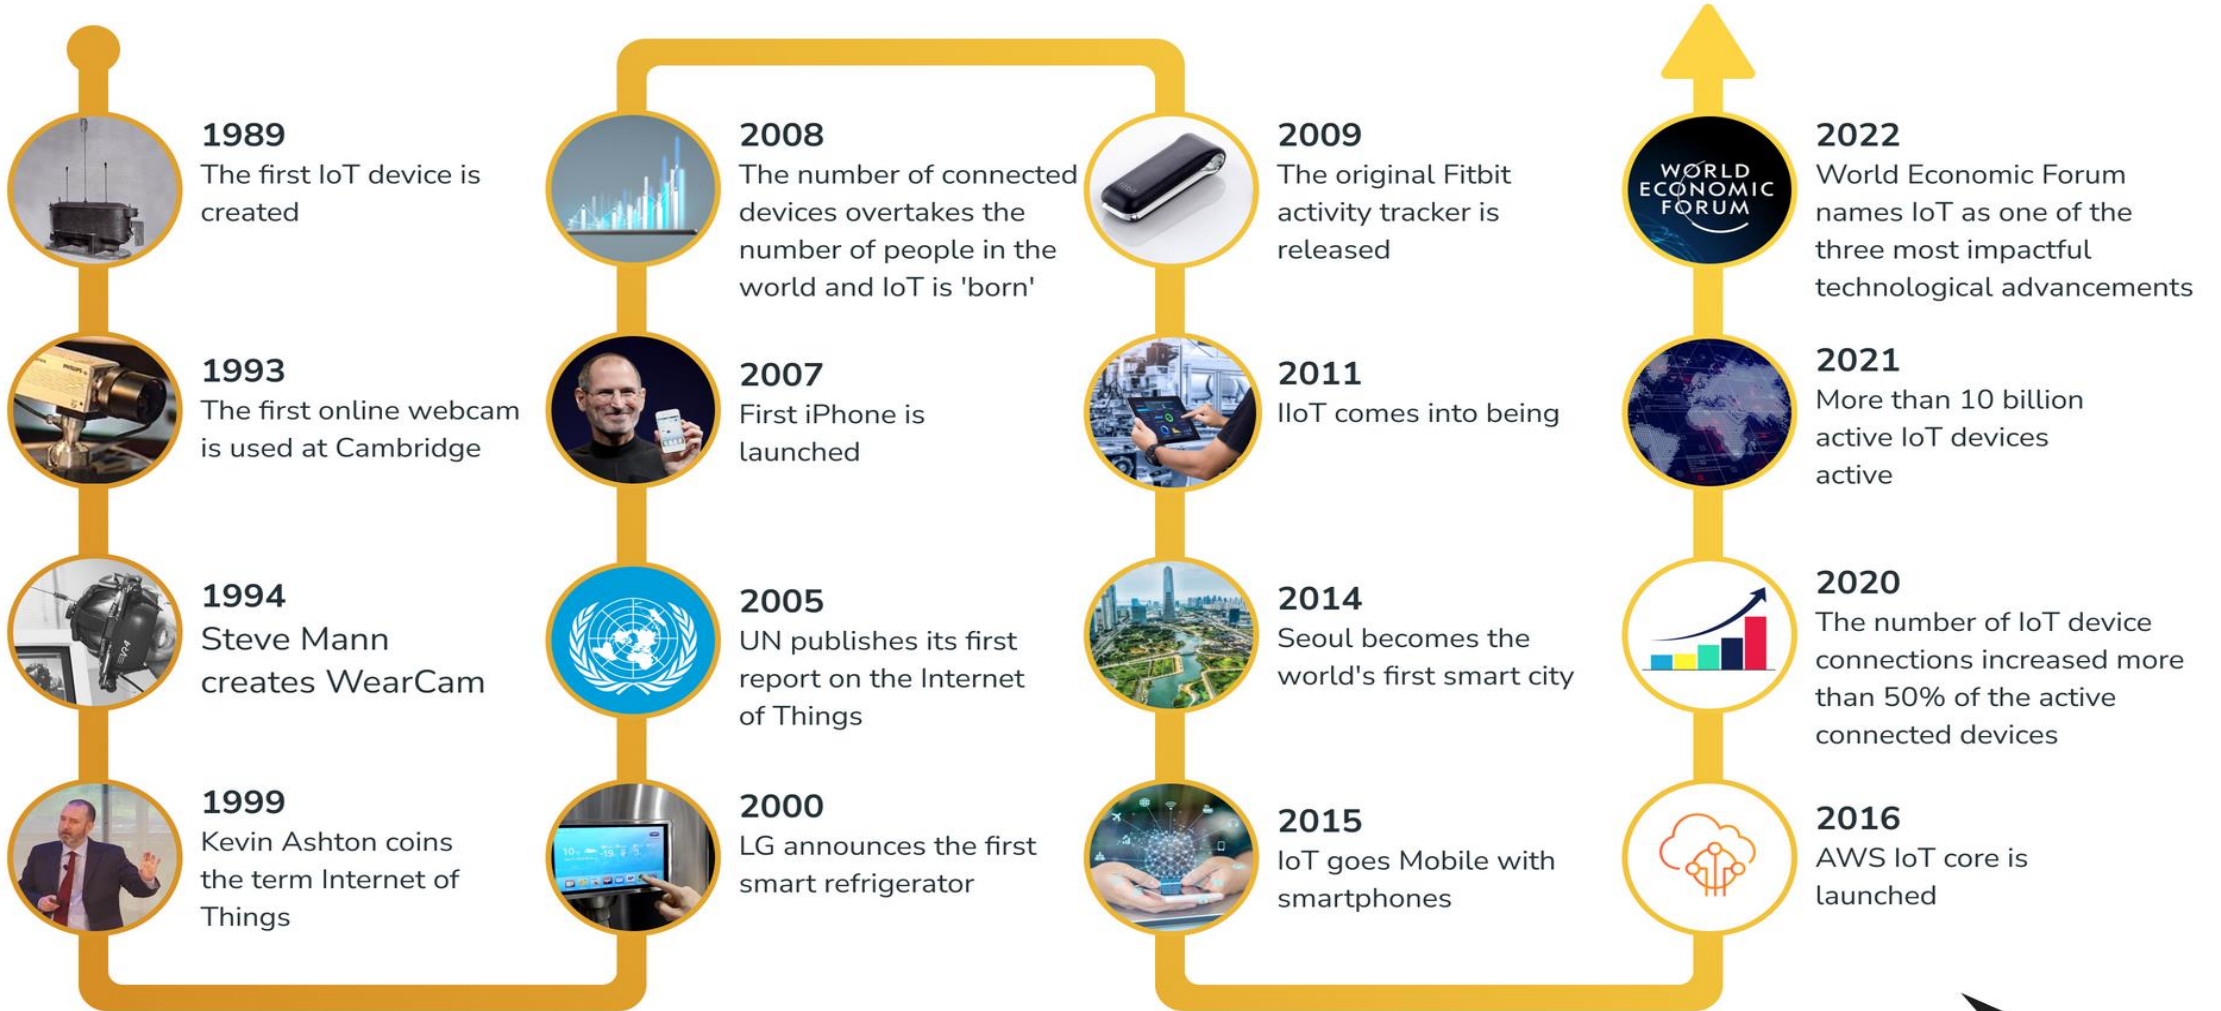 1989
The first IoT device is
created
1993
The first online webcam
is used at Cambridge
1994
Steve Mann
creates WearCam
1999
Kevin Ashton coins
the term Internet of
Things
2000
LG announces the first
smart refrigerator
2005
UN publishes its first
report on the Internet
of Things
2007
First iPhone is
launched
2008
The number of connected
devices overtakes the
number of people in the
world and IoT is 'born'
2009
The original Fitbit
activity tracker is
released
2011
IIoT comes into being
2014
Seoul becomes the
world's first smart city
2015
IoT goes Mobile with
smartphones
2016
AWS IoT core is
launched
2020
The number of IoT device
connections increased more
than 50% of the active
connected devices
2021
More than 10 billion
active IoT devices
active
WORLD
ECONOMIC
FORUM
2022
World Economic Forum
names IoT as one of the
three most impactful
technological advancements